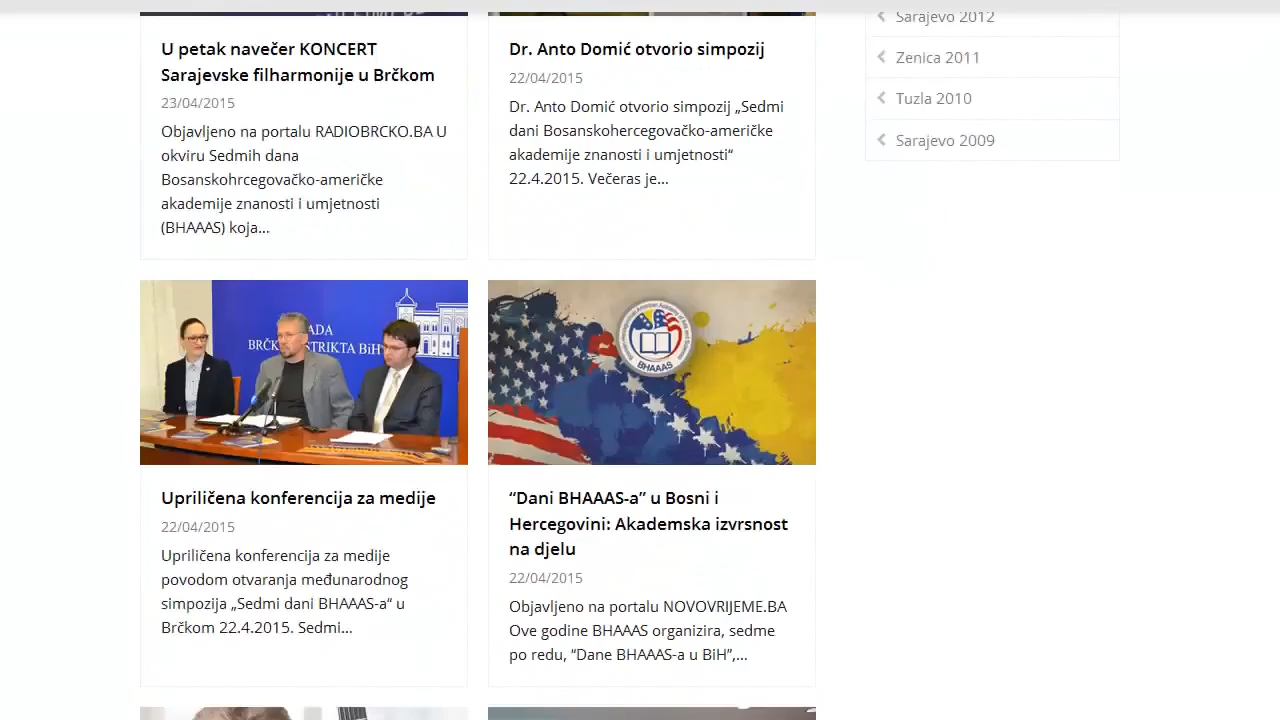 U petak navečer KONCERT
Sarajevske filharmonije u Brčkom
23/04/2015
Objavljeno na portalu RADIOBRCKO.BA U
okviru Sedmih dana
Bosanskohrcegovačko-američke
akademije znanosti i umjetnosti
(BHAAAS) koja...
Dr. Anto Domić otvorio simpozij
22/04/2015
Dr. Anto Domić otvorio simpozij „Sedmi
dani Bosanskohercegovačko-američke
akademije znanosti i umjetnosti“
22.4.2015. Večeras je...
Sarajevo 2012
Zenica 2011
Tuzla 2010
Sarajevo 2009
BRČKO
BiH
BHAAAS
Upriličena konferencija za medije
22/04/2015
Upriličena konferencija za medije
povodom otvaranja međunarodnog
simpozija „Sedmi dani BHAAAS-a“ u
Brčkom 22.4.2015. Sedmi...
“Dani BHAAAS-a” u Bosni i
Hercegovini: Akademska izvrsnost
na djelu
22/04/2015
Objavljeno na portalu NOVOVRIJEME.BA
Ove godine BHAAAS organizira, sedme
po redu, “Dane BHAAAS-a u BiH”,...